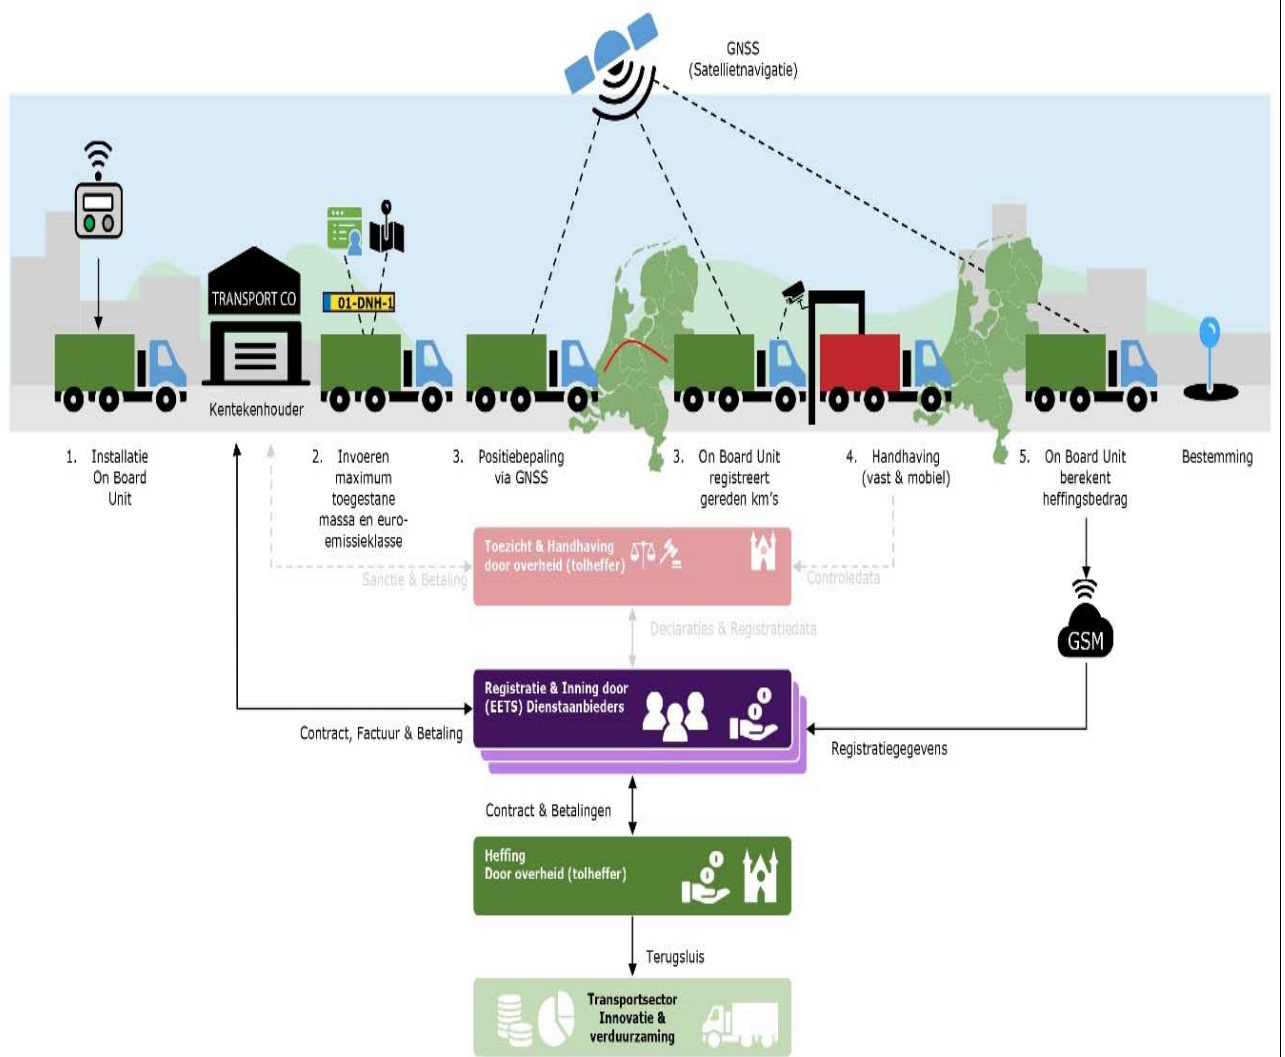 GNSS
(Satellietnavigatie)
TRANSPORT CO
01-DNH-1
Kentekenhouder
1. Installatie
On Board
Unit
2. Invoeren
maximum
toegestane
massa en euro-
emissieklasse
3. Positiebepaling
via GNSS
3. On Board Unit
registreert
gereden km's
4. Handhaving
(vast & mobiel)
5. On Board Unit
berekent
heffingsbedrag
Bestemming
Toezicht & Handhaving
door overheid (tolheffer)
Sanctie & Betaling
Controledata
Declaraties & Registratiedata
GSM
Registratie & Inning door
(EETS) Dienstaanbieders
Contract, Factuur & Betaling
Registratiegegevens
Contract & Betalingen
Heffing
Door overheid (tolheffer)
Terugsluis
Transportsector
Innovatie &
verduurzaming